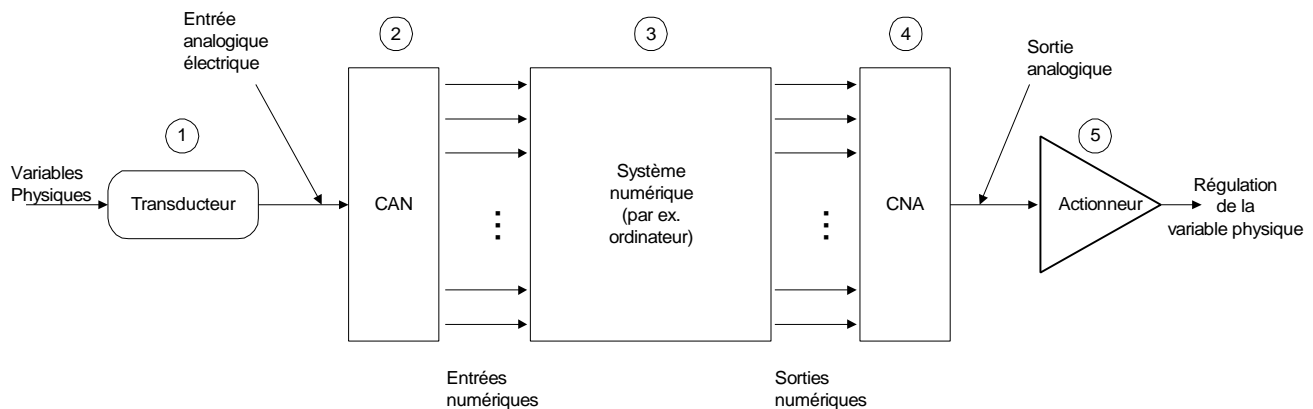 Entrée
analogique
électrique
2
3
4
Sortie
analogique
1
5
Variables
Physiques
Transducteur
CAN
Système
numérique
(par ex.
ordinateur)
CNA
Actionneur
Régulation
de la
variable physique
Entrées
numériques
Sorties
numériques